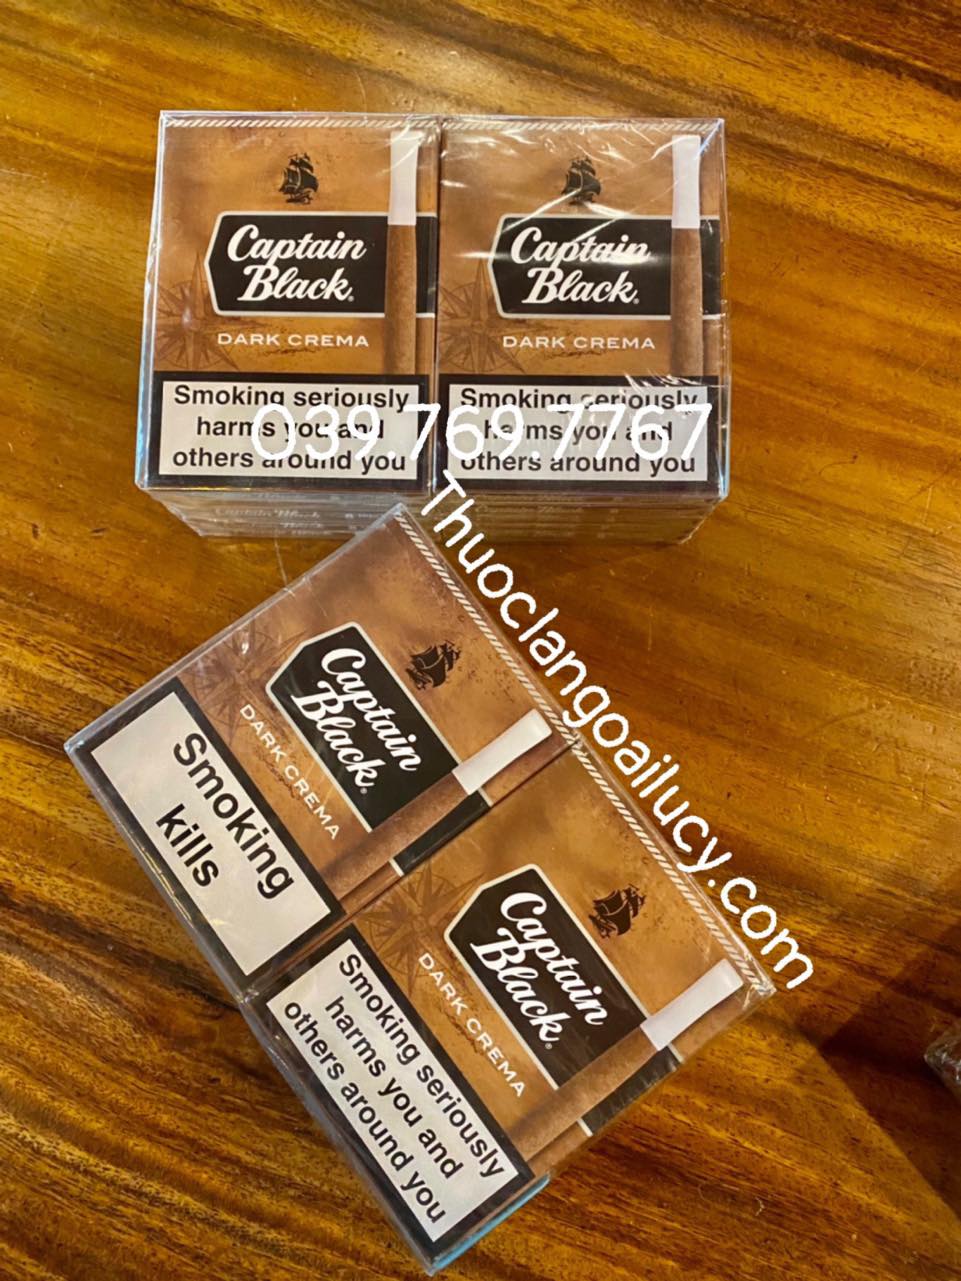 Captain
Black
DARK CREMA
Smoking seriously
harms you and
others around you
Captain
Black
DARK CREMA
Smoking seriously
harms you and
others around you
039.769.7767
Captain Black
Thuoclangoailucy.com
Captain
Black
DARK CREMA
Smoking
kills
Captain
Black
DARK CREMA
Smoking seriously
harms you and
others around you